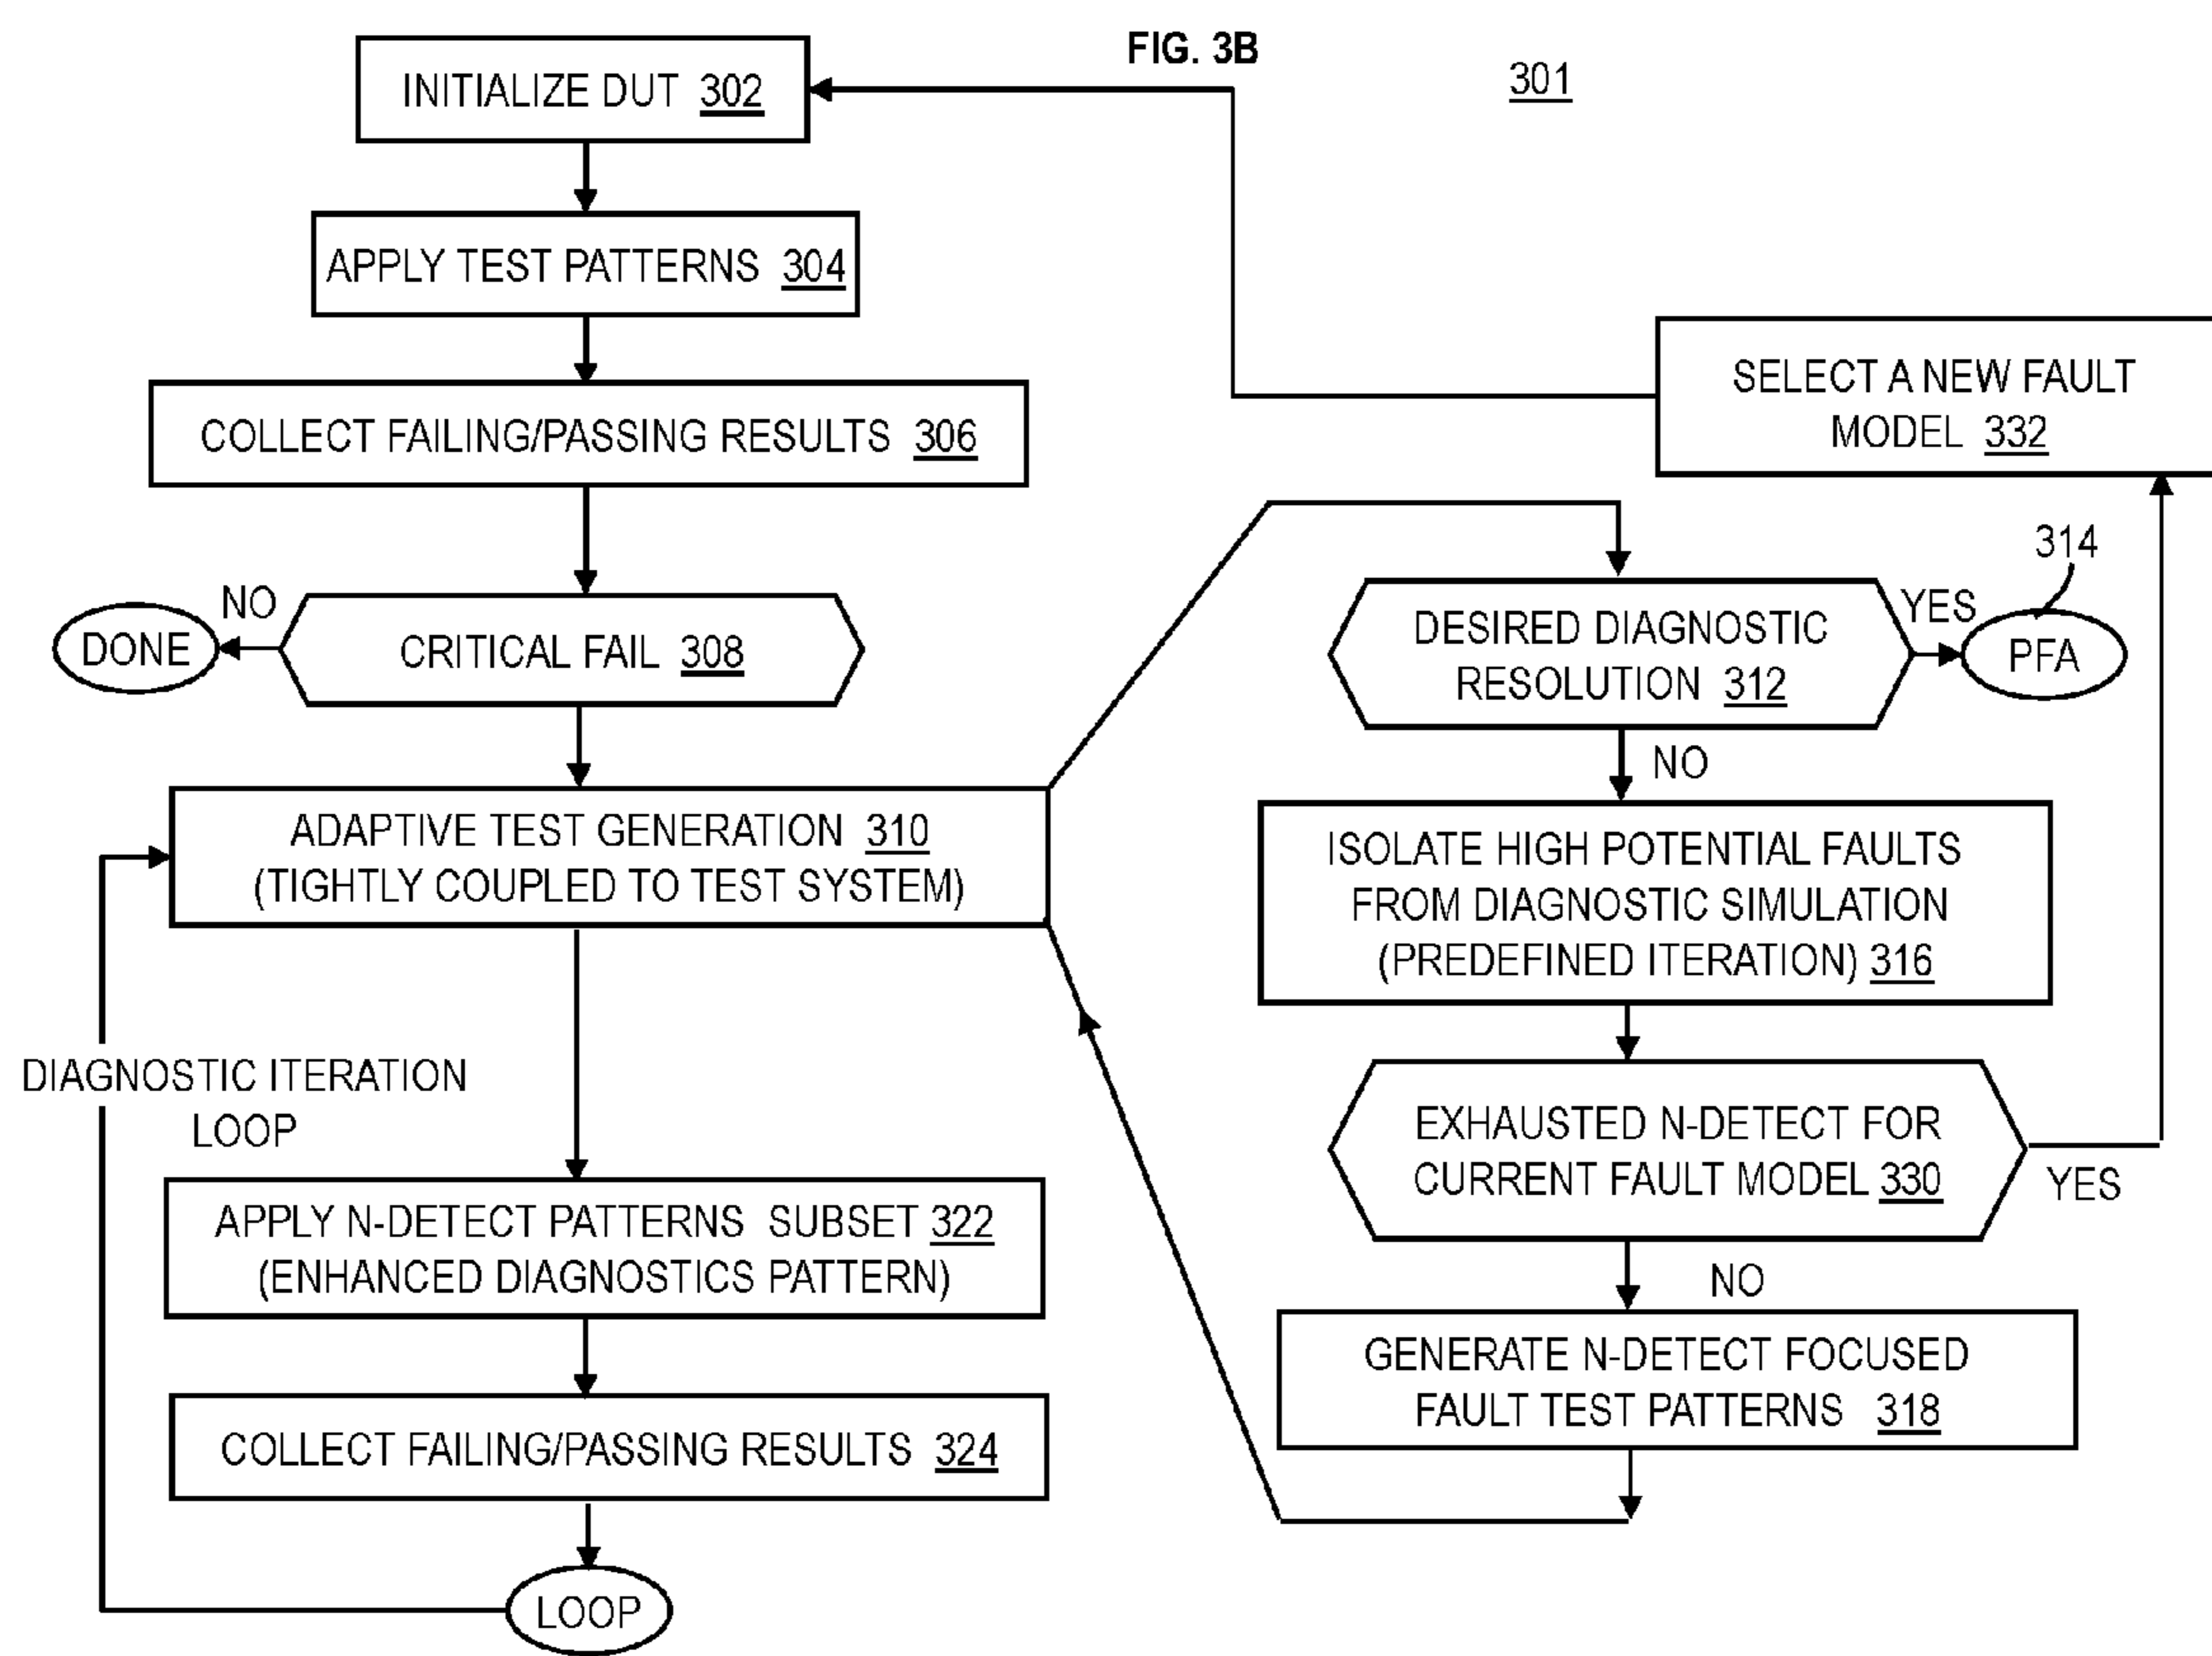 FIG. 3B
301
INITIALIZE DUT 302
APPLY TEST PATTERNS 304
COLLECT FAILING/PASSING RESULTS 306
NO
DONE
CRITICAL FAIL 308
ADAPTIVE TEST GENERATION 310
(TIGHTLY COUPLED TO TEST SYSTEM)
DIAGNOSTIC ITERATION
LOOP
APPLY N-DETECT PATTERNS SUBSET 322
(ENHANCED DIAGNOSTICS PATTERN)
COLLECT FAILING/PASSING RESULTS 324
LOOP
SELECT A NEW FAULT
MODEL 332
314
DESIRED DIAGNOSTIC
RESOLUTION 312
YES
PFA
NO
ISOLATE HIGH POTENTIAL FAULTS
FROM DIAGNOSTIC SIMULATION
(PREDEFINED ITERATION) 316
EXHAUSTED N-DETECT FOR
CURRENT FAULT MODEL 330
YES
NO
GENERATE N-DETECT FOCUSED
FAULT TEST PATTERNS 318